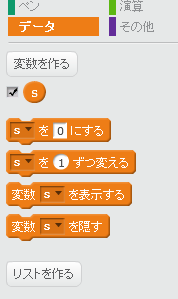 ペン 演算
データ その他
変数を作る
s
s を 0 にする
s を 1 ずつ変える
変数 s を表示する
変数 s を隠す
リストを作る